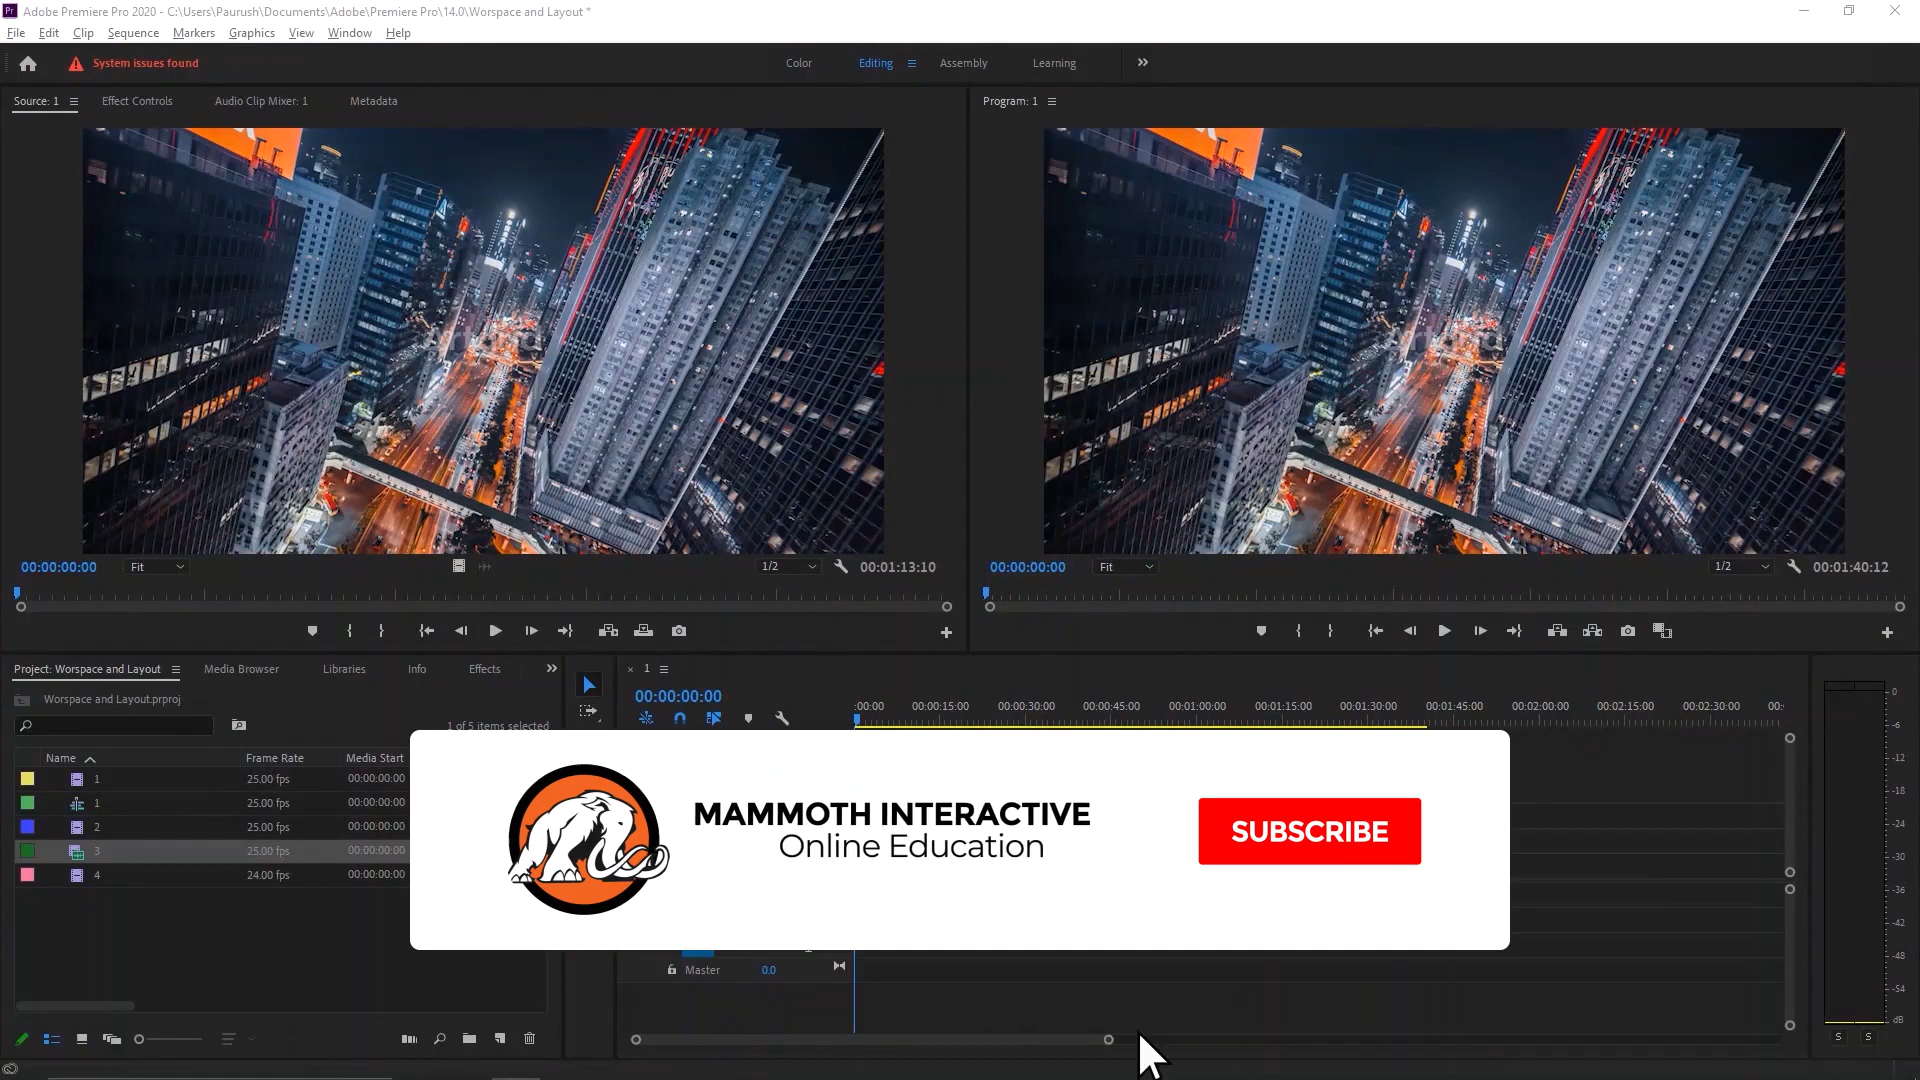 Adobe Premiere Pro 2020 - C:\Users\Paurush\Documents\Adobe\Premiere Pro\14.0\Worspace and Layout *
File Edit Clip Sequence Markers Graphics View Window Help
System issues found
Color Editing Assembly Learning
Source: 1 Effect Controls Audio Clip Mixer: 1 Metadata
Program: 1
00:00:00:00 Fit 1/2 00:01:13:10
00:00:00:00 Fit 1/2 00:01:40:12
Project: Worspace and Layout Media Browser Libraries Info Effects
Worspace and Layout.prproj
1 of 5 items selected
Name Frame Rate Media Start
1 25.00 fps 00:00:00:00
1 25.00 fps 00:00:00:00
2 25.00 fps 00:00:00:00
3 25.00 fps 00:00:00:00
4 24.00 fps 00:00:00:00
1
00:00:00:00
:00:00 00:00:15:00 00:00:30:00 00:00:45:00 00:01:00:00 00:01:15:00 00:01:30:00 00:01:45:00 00:02:00:00 00:02:15:00 00:02:30:00 00:
MAMMOTH INTERACTIVE
Online Education
SUBSCRIBE
Master 0.0
0
-6
-12
-18
-24
-30
-36
-42
-48
-54
dB
S S